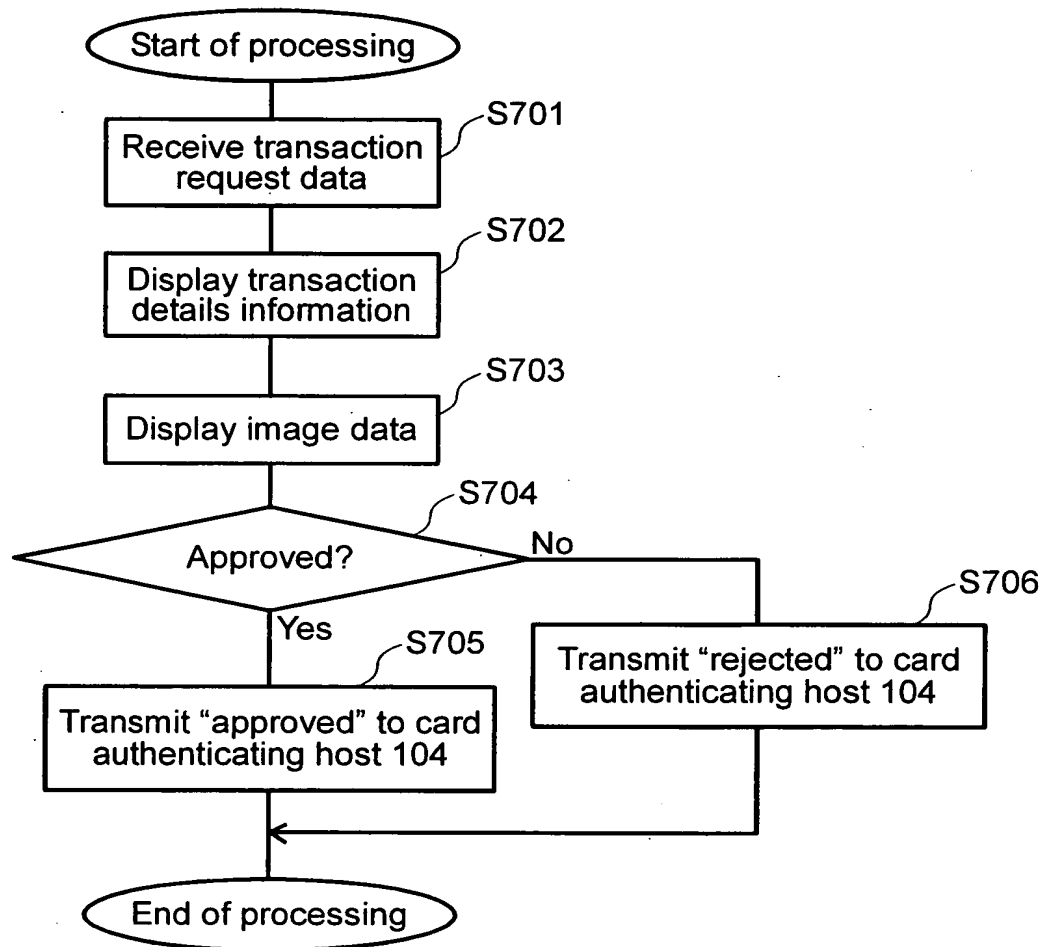 Start of processing
S701
Receive transaction
request data
S702
Display transaction
details information
S703
Display image data
S704
Approved?
No
Yes
S705
Transmit “approved” to card
authenticating host 104
S706
Transmit “rejected” to card
authenticating host 104
End of processing